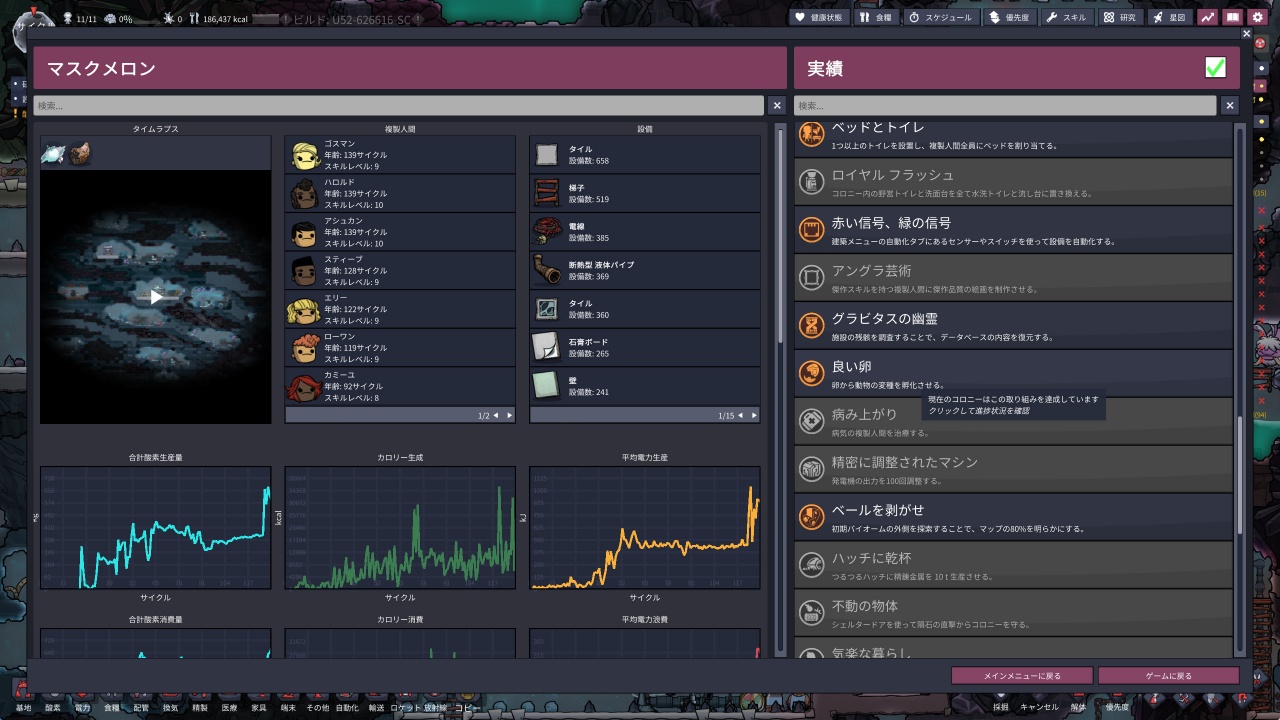 サイクル
11/11
0%
0
186,437 kcal
! ビルド: U52-626616-SC !
健康状態
食糧
スケジュール
優先度
スキル
研究
星図
マスクメロン
実績
検索...
検索...
タイムラプス
複製人間
設備
ゴスマン
年齢: 139サイクル
スキルレベル: 9
ハロルド
年齢: 139サイクル
スキルレベル: 10
アシュカン
年齢: 139サイクル
スキルレベル: 10
スティーブ
年齢: 128サイクル
スキルレベル: 9
エリー
年齢: 122サイクル
スキルレベル: 9
ローワン
年齢: 119サイクル
スキルレベル: 9
カミーユ
年齢: 92サイクル
スキルレベル: 8
1/2
タイル
設備数: 658
梯子
設備数: 519
電線
設備数: 385
断熱型 液体パイプ
設備数: 369
タイル
設備数: 360
石膏ボード
設備数: 265
壁
設備数: 241
1/15
ベッドとトイレ
1つ以上のトイレを設置し、複製人間全員にベッドを割り当てる。
ロイヤル フラッシュ
コロニー内の野営トイレと洗面台を全て水洗トイレと流し台に置き換える。
赤い信号、緑の信号
建築メニューの自動化タブにあるセンサーやスイッチを使って設備を自動化する。
アングラ芸術
傑作スキルを持つ複製人間に傑作品質の絵画を制作させる。
グラビタスの幽霊
施設の残骸を調査することで、データベースの内容を復元する。
良い卵
卵から動物の変種を孵化させる。
現在のコロニーはこの取り組みを達成しています
クリックして進捗状況を確認
病み上がり
病気の複製人間を治療する。
精密に調整されたマシン
発電機の出力を100回調整する。
ベールを剥がせ
初期バイオームの外側を探索することで、マップの80%を明らかにする。
ハッチに乾杯
つるつるハッチに精錬金属を 10 t 生産させる。
不動の物体
シェルタードアを使って隕石の直撃からコロニーを守る。
気楽な暮らし
合計酸素生産量
カロリー生成
平均電力生産
kcal
kJ
サイクル
サイクル
サイクル
合計酸素消費量
カロリー消費
平均電力浪費
メインメニューに戻る
ゲームに戻る
基地
酸素
電力
食糧
配管
換気
精製
医療
家具
端末
その他
自動化
輸送
ロケット
放射線
コピー
採掘
キャンセル
解体
優先度